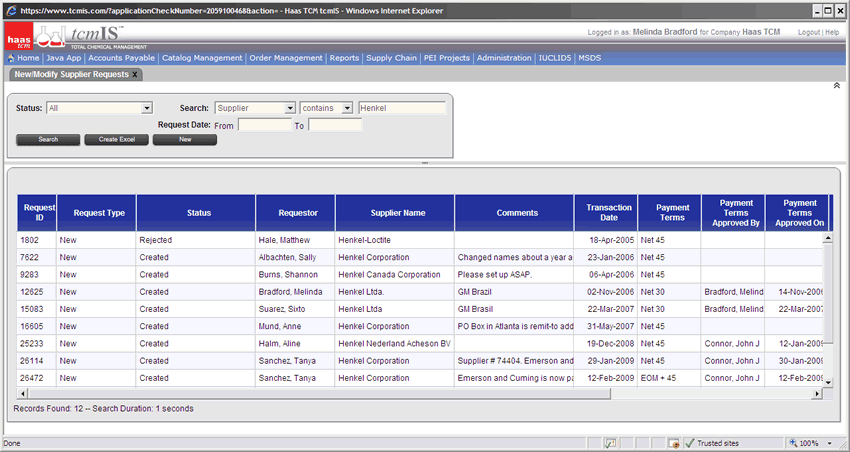 https://www.tcmis.com/?applicationCheckNumber=2059100468&action= - Haas TCM tcmIS - Windows Internet Explorer
haas tcm tcmIS™
TOTAL CHEMICAL MANAGEMENT
Logged in as: Melinda Bradford for Company Haas TCM Logout | Help
Home | Java App | Accounts Payable | Catalog Management | Order Management | Reports | Supply Chain | PEI Projects | Administration | IUCLID5 | MSDS
New/Modify Supplier Requests x
Status: All Search: Supplier contains Henkel
Request Date: From To
Search Create Excel New
Request ID Request Type Status Requestor Supplier Name Comments Transaction Date Payment Terms Payment Terms Approved By Payment Terms Approved On
1802 New Rejected Hale, Matthew Henkel-Loctite 18-Apr-2005 Net 45
7622 New Created Albachten, Sally Henkel Corporation Changed names about a year a 23-Jan-2006 Net 45
9283 New Created Burns, Shannon Henkel Canada Corporation Please set up ASAP. 06-Apr-2006 Net 45
12625 New Created Bradford, Melinda Henkel Ltda. GM Brazil 02-Nov-2006 Net 30 Bradford, Melind 14-Nov-2006
15083 New Created Suarez, Sixto Henkel Ltda GM Brasil 22-Mar-2007 Net 30 Bradford, Melind 22-Mar-2007
16605 New Created Mund, Anne Henkel Corporation PO Box in Atlanta is remit-to add 31-May-2007 Net 45
25233 New Created Halm, Aline Henkel Nederland Acheson BV 19-Dec-2008 Net 45 Connor, John J 12-Jan-2009
26114 New Created Sanchez, Tanya Henkel Corporation Supplier # 74404. Emerson and 29-Jan-2009 Net 45 Connor, John J 30-Jan-2009
26472 New Created Sanchez, Tanya Henkel Corporation Emerson and Cuming is now pa 12-Feb-2009 EOM + 45 Connor, John J 12-Feb-2009
Records Found: 12 -- Search Duration: 1 seconds
Done Trusted sites 100%